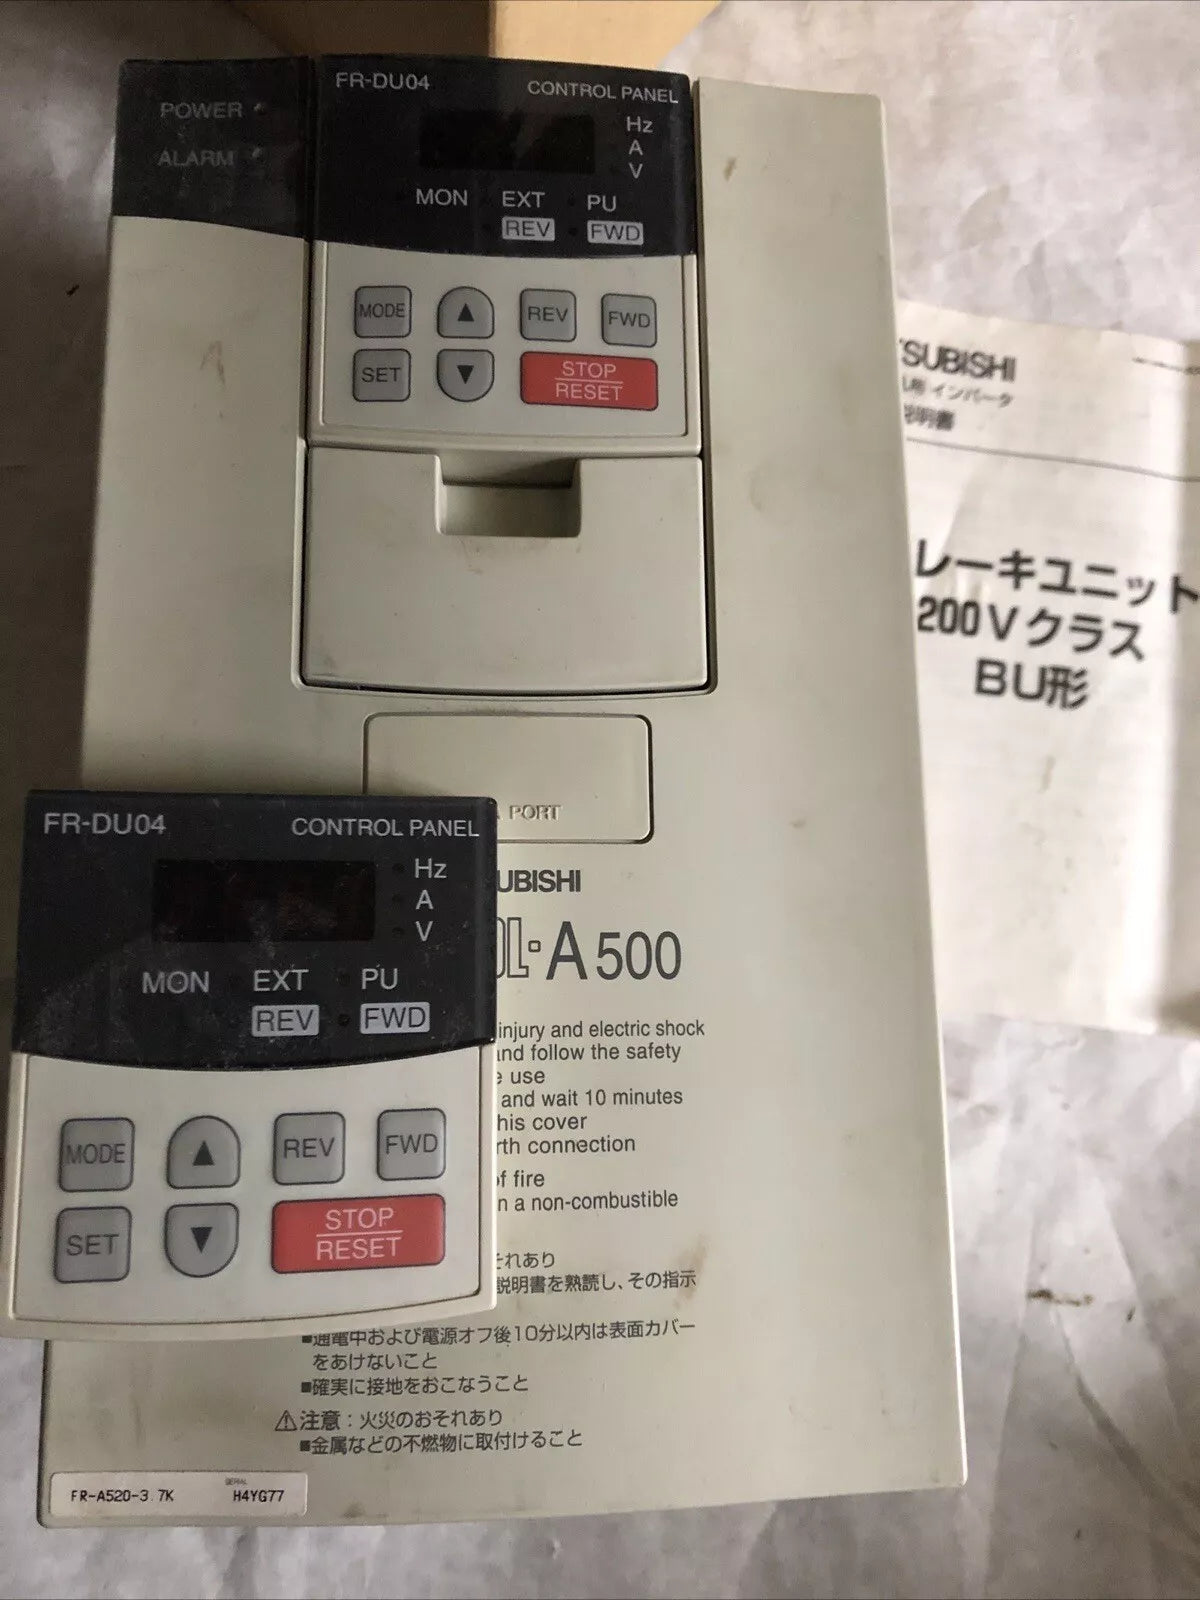 POWER
ALARM
FR-DU04 CONTROL PANEL
Hz
A
V
MON EXT PU
REV FWD
MODE ▲ REV FWD
SET ▼ STOP
RESET
SUBISHI
インバータ
説明書
レーキユニット
200Vクラス
BU形
PORT
UBISHI
A500
injury and electric shock
and follow the safety
use
and wait 10 minutes
his cover
rth connection
of fire
n a non-combustible
それあり
説明書を熟読し、その指示
■通電中および電源オフ後10分以内は表面カバー
をあけないこと
■確実に接地をおこなうこと
⚠注意:火災のおそれあり
■金属などの不燃物に取付けること
FR-DU04 CONTROL PANEL
Hz
A
V
MON EXT PU
REV FWD
MODE ▲ REV FWD
SET ▼ STOP
RESET
SERIAL
FR-A520-3.7K H4YG77